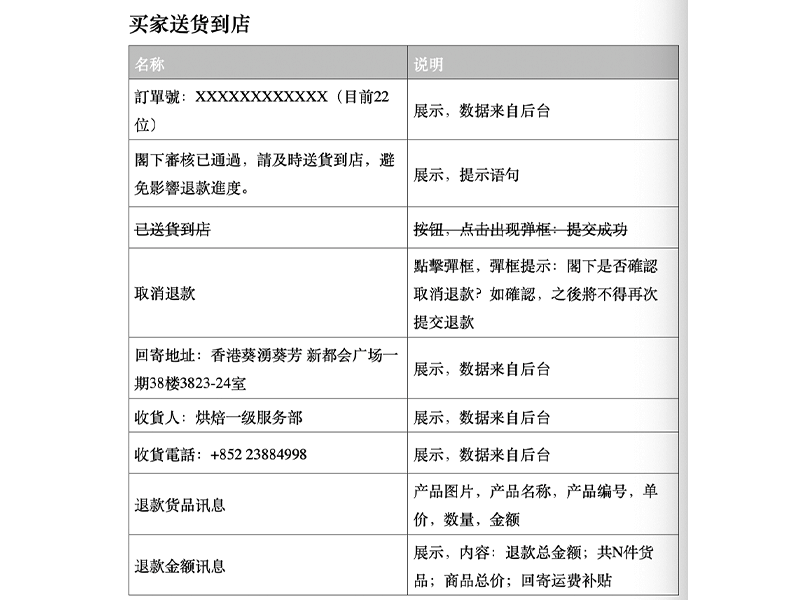 买家送货到店
名称
说明
訂單號：XXXXXXXXXXXX（目前22
位）
展示，数据来自后台
閣下審核已通過，請及時送貨到店，避
免影響退款進度。
展示，提示语句
已送貨到店
按钮，点击出现弹框：提交成功
取消退款
點擊彈框，彈框提示：閣下是否確認
取消退款？如確認，之後將不得再次
提交退款
回寄地址：香港葵湧葵芳 新都会广场一
期38楼3823-24室
展示，数据来自后台
收貨人：烘焙一级服务部
展示，数据来自后台
收貨電話：+852 23884998
展示，数据来自后台
退款货品讯息
产品图片，产品名称，产品编号，单
价，数量，金额
退款金额讯息
展示，内容：退款总金额；共N件货
品；商品总价；回寄运费补贴